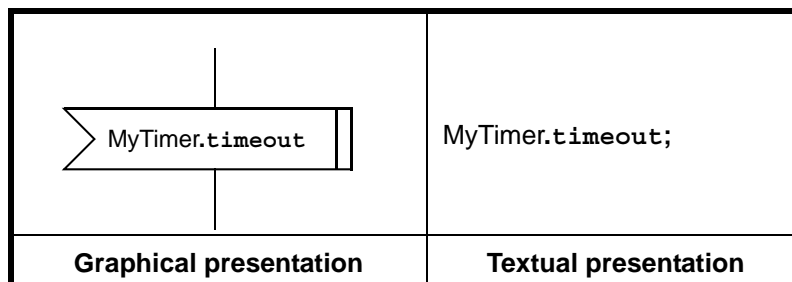 MyTimer.timeout
MyTimer.timeout;
Graphical presentation
Textual presentation